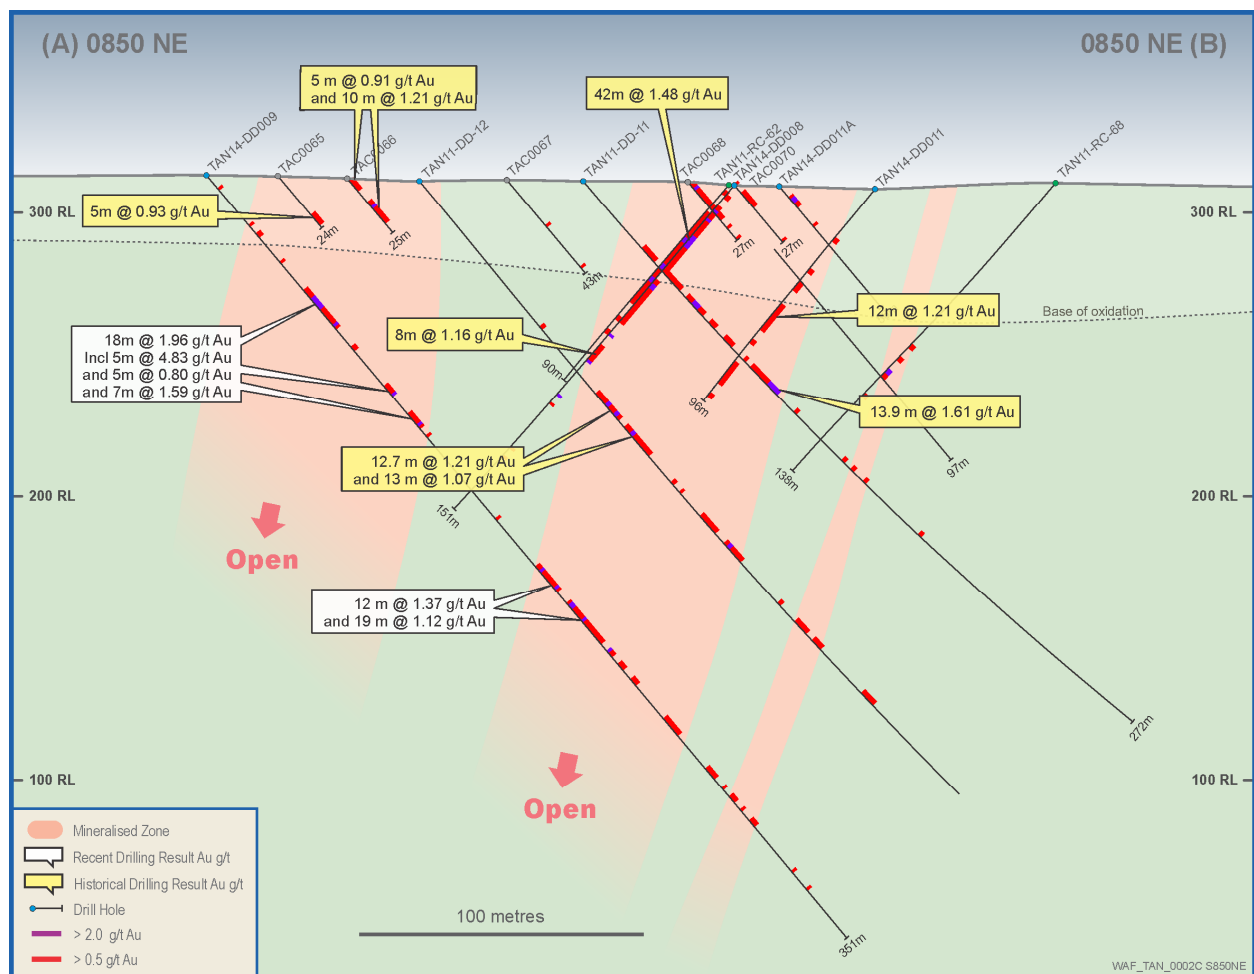 (A) 0850 NE
0850 NE (B)
5 m @ 0.91 g/t Au
and 10 m @ 1.21 g/t Au
42m @ 1.48 g/t Au
TAN14-DD009
TAC0065
TAC0066
TAN11-DD-12
TAC0067
TAN11-DD-11
TAC0068
TAN11-RC-62
TAN14-DD008
TAC0070
TAN14-DD011A
TAN14-DD011
TAN11-RC-68
300 RL
5m @ 0.93 g/t Au
24m
25m
43m
27m
27m
300 RL
12m @ 1.21 g/t Au
Base of oxidation
18m @ 1.96 g/t Au
Incl 5m @ 4.83 g/t Au
and 5m @ 0.80 g/t Au
and 7m @ 1.59 g/t Au
8m @ 1.16 g/t Au
90m
96m
13.9 m @ 1.61 g/t Au
12.7 m @ 1.21 g/t Au
and 13 m @ 1.07 g/t Au
138m
97m
200 RL
151m
200 RL
Open
12 m @ 1.37 g/t Au
and 19 m @ 1.12 g/t Au
272m
100 RL
100 RL
Open
Mineralised Zone
Recent Drilling Result Au g/t
Historical Drilling Result Au g/t
Drill Hole
> 2.0 g/t Au
> 0.5 g/t Au
100 metres
351m
WAF_TAN_0002C S850NE